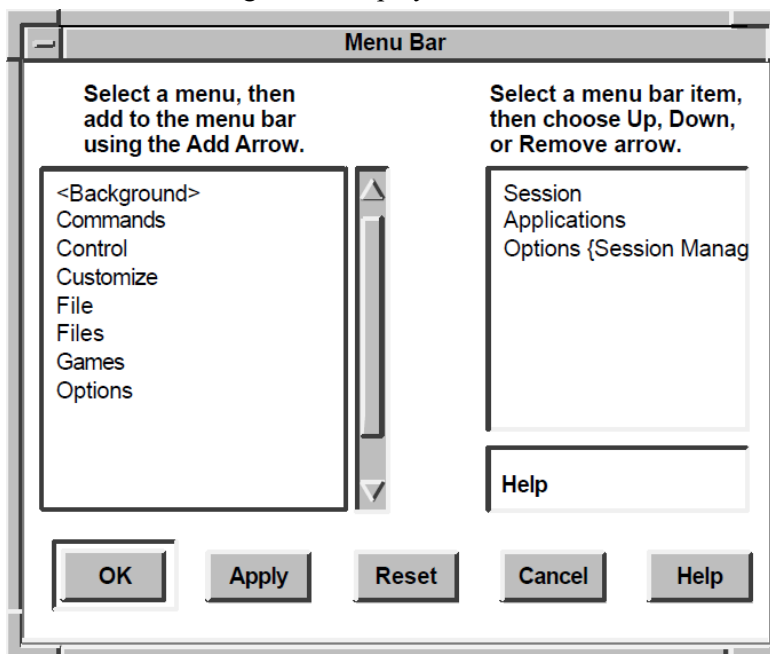 Menu Bar
Select a menu, then
add to the menu bar
using the Add Arrow.
<Background>
Commands
Control
Customize
File
Files
Games
Options
Select a menu bar item,
then choose Up, Down,
or Remove arrow.
Session
Applications
Options {Session Manag
Help
OK
Apply
Reset
Cancel
Help